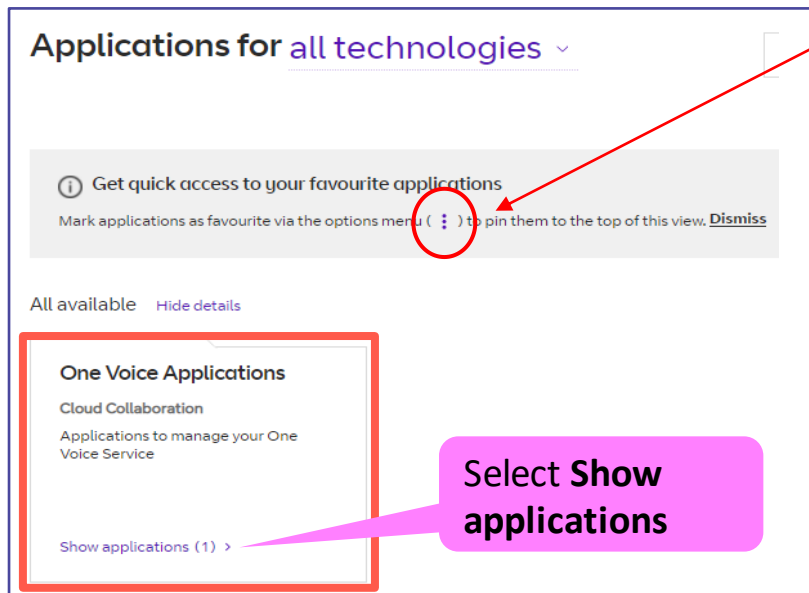 Applications for all technologies
Get quick access to your favourite applications
Mark applications as favourite via the options menu ( ⋮ ) to pin them to the top of this view. Dismiss
All available Hide details
One Voice Applications
Cloud Collaboration
Applications to manage your One
Voice Service
Select Show
applications
Show applications (1) >